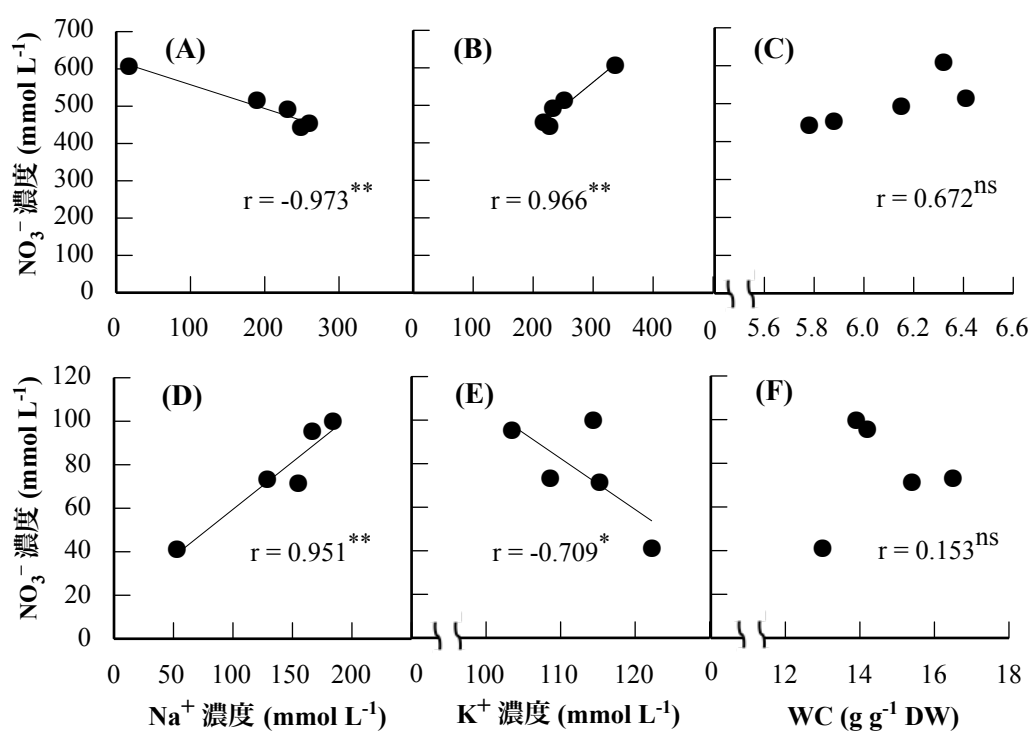 700
600
500
400
300
200
100
0
NO₃⁻ 濃度 (mmol L⁻¹)
(A)
r = -0.973**
0 100 200 300
(B)
r = 0.966**
0 100 200 300 400
(C)
r = 0.672ns
0 5.6 5.8 6.0 6.2 6.4 6.6
120
100
80
60
40
20
0
NO₃⁻ 濃度 (mmol L⁻¹)
(D)
r = 0.951**
0 50 100 150 200
Na⁺ 濃度 (mmol L⁻¹)
(E)
r = -0.709*
0 100 110 120
K⁺ 濃度 (mmol L⁻¹)
(F)
r = 0.153ns
0 12 14 16 18
WC (g g⁻¹ DW)